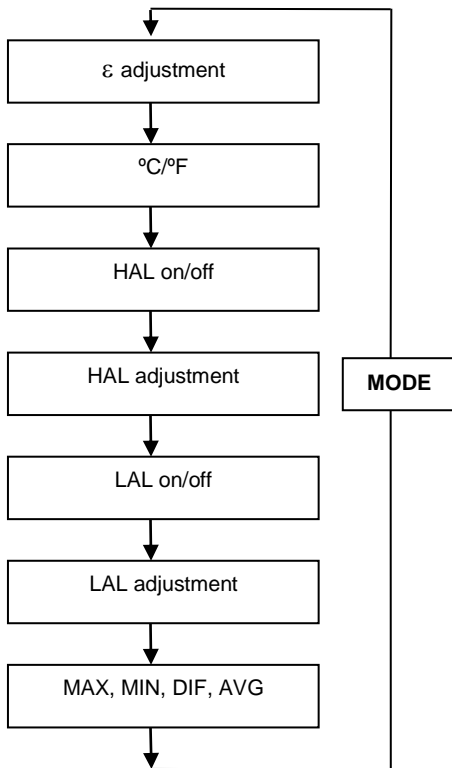 ε adjustment
ºC/ºF
HAL on/off
HAL adjustment
MODE
LAL on/off
LAL adjustment
MAX, MIN, DIF, AVG